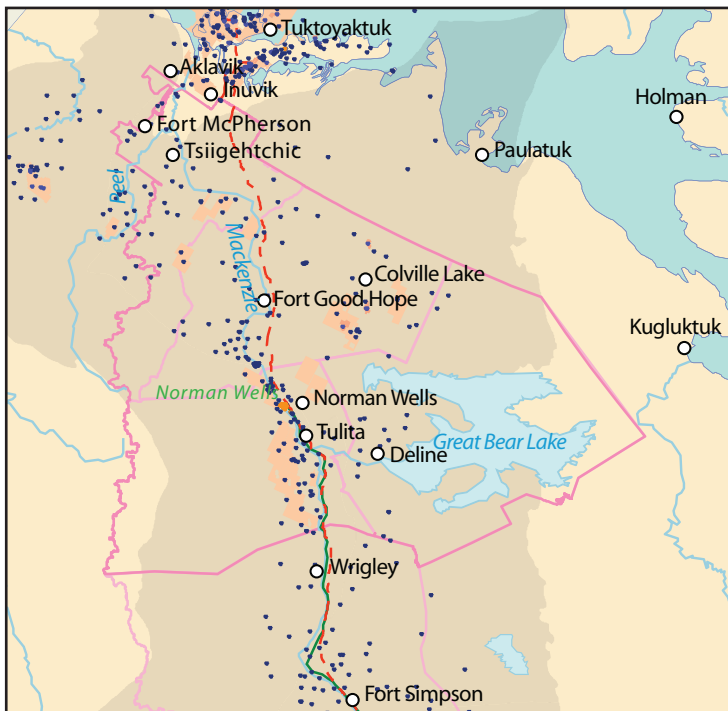 Tuktoyaktuk
Aklavik
Inuvik
Holman
Fort McPherson
Tsiigehtchic
Paulatuk
Peel
Mackenzie
Colville Lake
Fort Good Hope
Kugluktuk
Norman Wells
Norman Wells
Tulita
Great Bear Lake
Deline
Wrigley
Fort Simpson